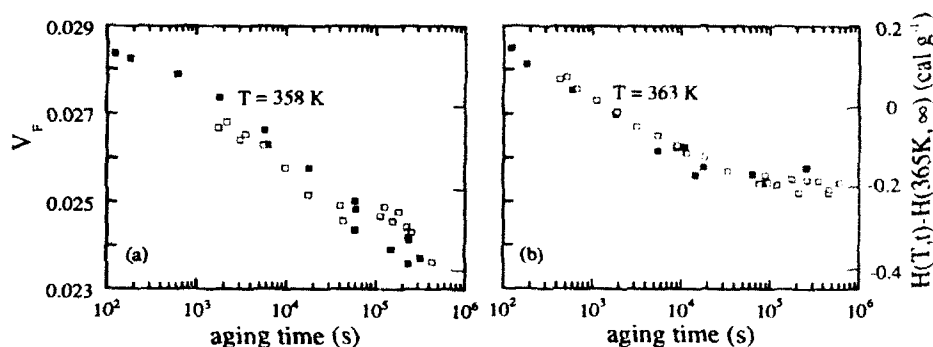 0.029
0.027
0.025
0.023
V_F
T = 358 K
(a)
10^2 10^3 10^4 10^5 10^6
aging time (s)
T = 363 K
(b)
10^2 10^3 10^4 10^5 10^6
aging time (s)
0.2
0
-0.2
-0.4
H(T,t)-H(365K, ∞) (cal g^-1)